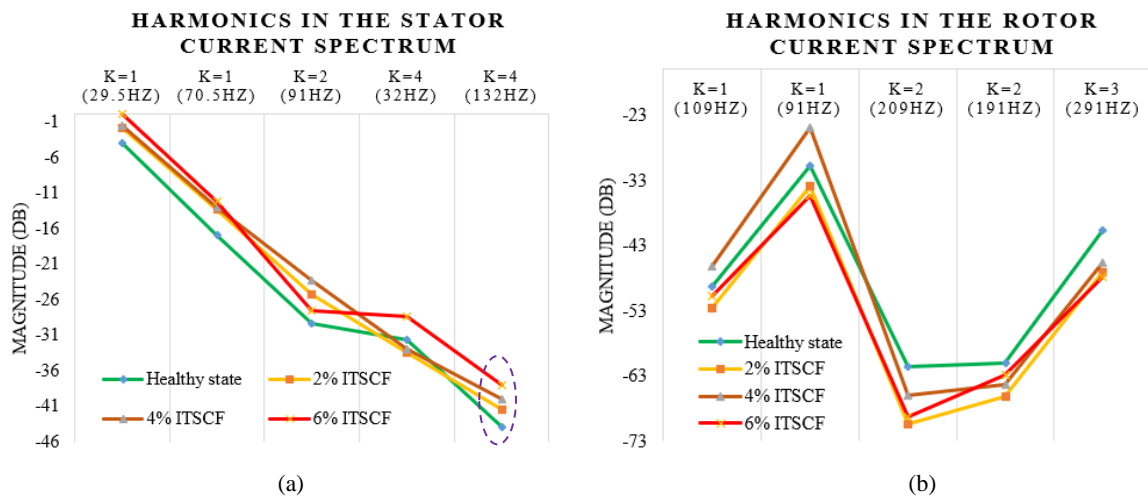 HARMONICS IN THE STATOR
CURRENT SPECTRUM
K=1
(29.5HZ)
K=1
(70.5HZ)
K=2
(91HZ)
K=4
(32HZ)
K=4
(132HZ)
MAGNITUDE (DB)
-1
-6
-11
-16
-21
-26
-31
-36
-41
-46
Healthy state
2% ITSCF
4% ITSCF
6% ITSCF
(a)
HARMONICS IN THE ROTOR
CURRENT SPECTRUM
K=1
(109HZ)
K=1
(91HZ)
K=2
(209HZ)
K=2
(191HZ)
K=3
(291HZ)
MAGNITUDE (DB)
-23
-33
-43
-53
-63
-73
Healthy state
2% ITSCF
4% ITSCF
6% ITSCF
(b)